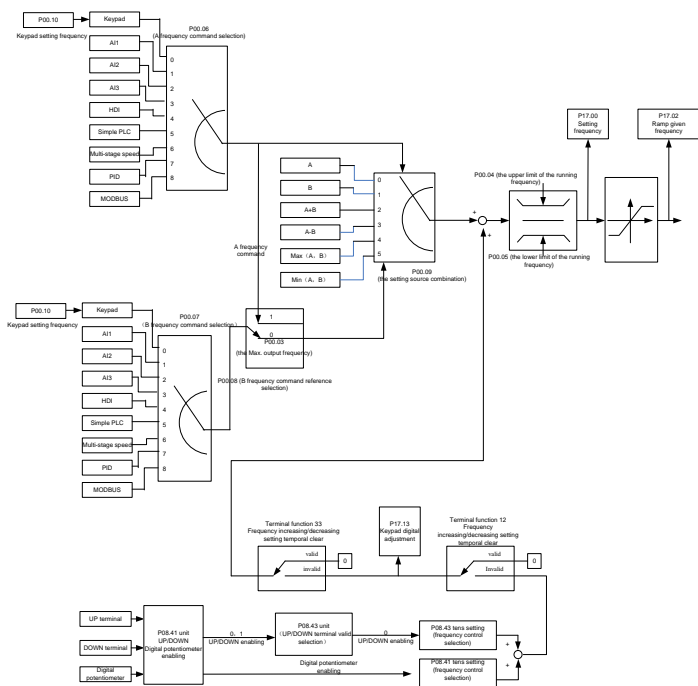 P00.10
Keypad
Keypad setting frequency
P00.06
(A frequency command selection)
AI1
AI2
AI3
HDI
Simple PLC
Multi-stage speed
PID
MODBUS
0
1
2
3
4
5
6
7
8
A
B
A+B
A-B
Max（A，B）
Min（A，B）
0
1
2
3
4
5
P00.09
(the setting source combination)
A frequency
command
+
+
P00.04 (the upper limit of the running
frequency)
P00.05 (the lower limit of the running
frequency)
P17.00
Setting
frequency
P17.02
Ramp given
frequency
P00.10
Keypad
Keypad setting frequency
P00.07
（B frequency command selection）
AI1
AI2
AI3
HDI
Simple PLC
Multi-stage speed
PID
MODBUS
0
1
2
3
4
5
6
7
8
1
0
P00.03
(the Max. output frequency)
P00.08 (B frequency command reference
selection)
Terminal function 33
Frequency increasing/decreasing
setting temporal clear
valid
invalid
0
P17.13
Keypad digital
adjustment
Terminal function 12
Frequency
increasing/decreasing setting
temporal clear
valid
Invalid
0
UP terminal
DOWN terminal
Digital
potentiometer
P08.41 unit
UP/DOWN
Digital potentiometer
enabling
0、1
UP/DOWN enabling
P08.43 unit
（UP/DOWN terminal valid
selection）
0
UP/DOWN enabling
P08.43 tens setting
(frequency control
selection)
Digital potentiometer
enabling
P08.41 tens setting
(frequency control
selection)
+
+